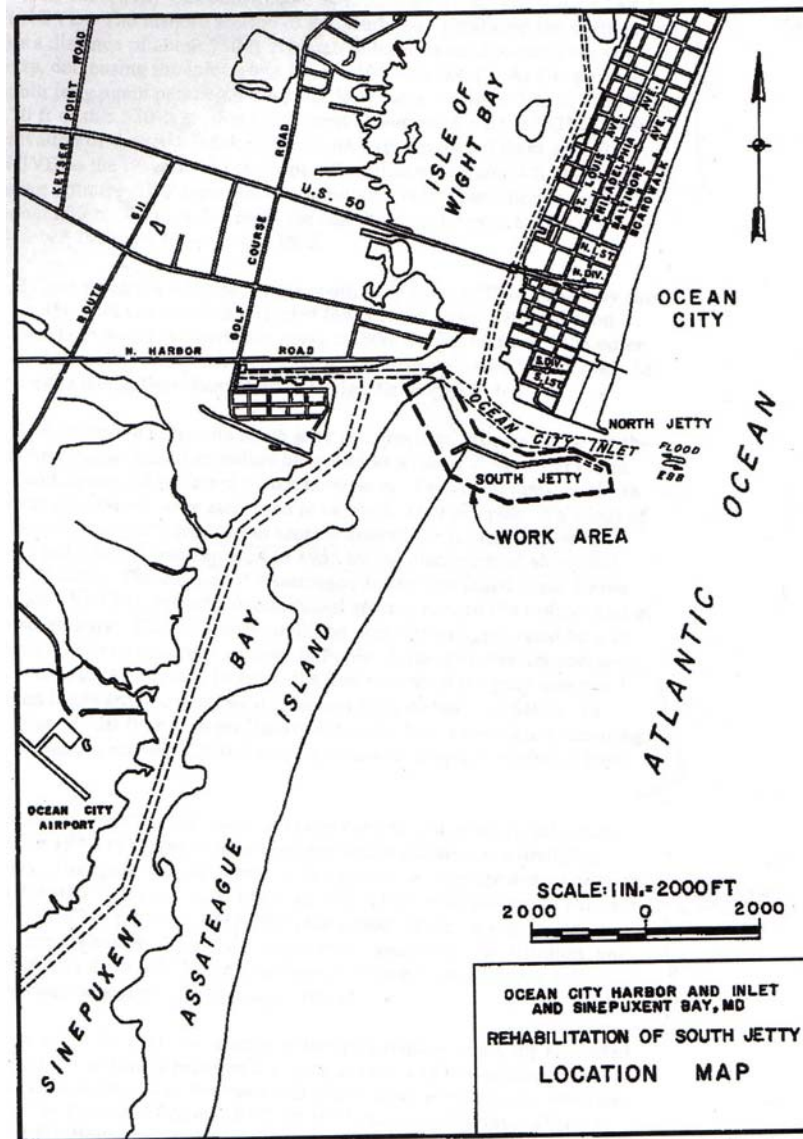 KEYSER POINT ROAD
ROUTE 611
GOLF COURSE ROAD
U.S. 50
N. HARBOR ROAD
ISLE OF
WIGHT BAY
ST. LOUIS AVE.
PHILADELPHIA AVE.
BALTIMORE AVE.
BOARDWALK
N. 1.ST.
N. DIV.
S. DIV.
S. 1.ST
OCEAN
CITY
NORTH JETTY
OCEAN CITY INLET
FLOOD
EBB
SOUTH JETTY
WORK AREA
ATLANTIC OCEAN
SINEPUXENT BAY
ASSATEAGUE ISLAND
OCEAN CITY
AIRPORT
SCALE: 1 IN. = 2000 FT
2000 0 2000
OCEAN CITY HARBOR AND INLET
AND SINEPUXENT BAY, MD
REHABILITATION OF SOUTH JETTY
LOCATION MAP